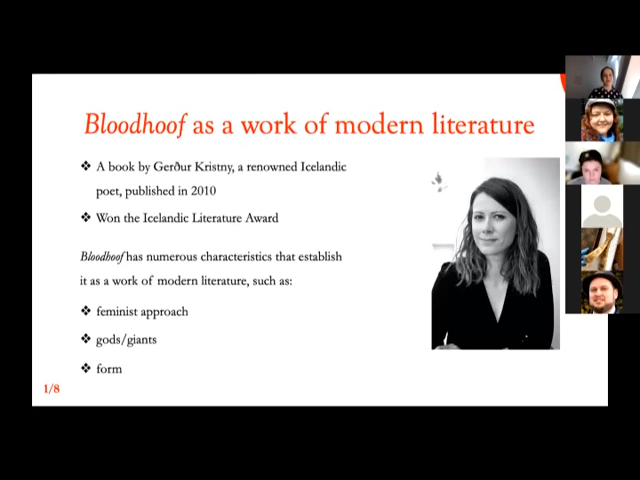 Bloodhoof as a work of modern literature
❖ A book by Gerður Kristny, a renowned Icelandic
poet, published in 2010
❖ Won the Icelandic Literature Award
Bloodhoof has numerous characteristics that establish
it as a work of modern literature, such as:
❖ feminist approach
❖ gods/giants
❖ form
1/8